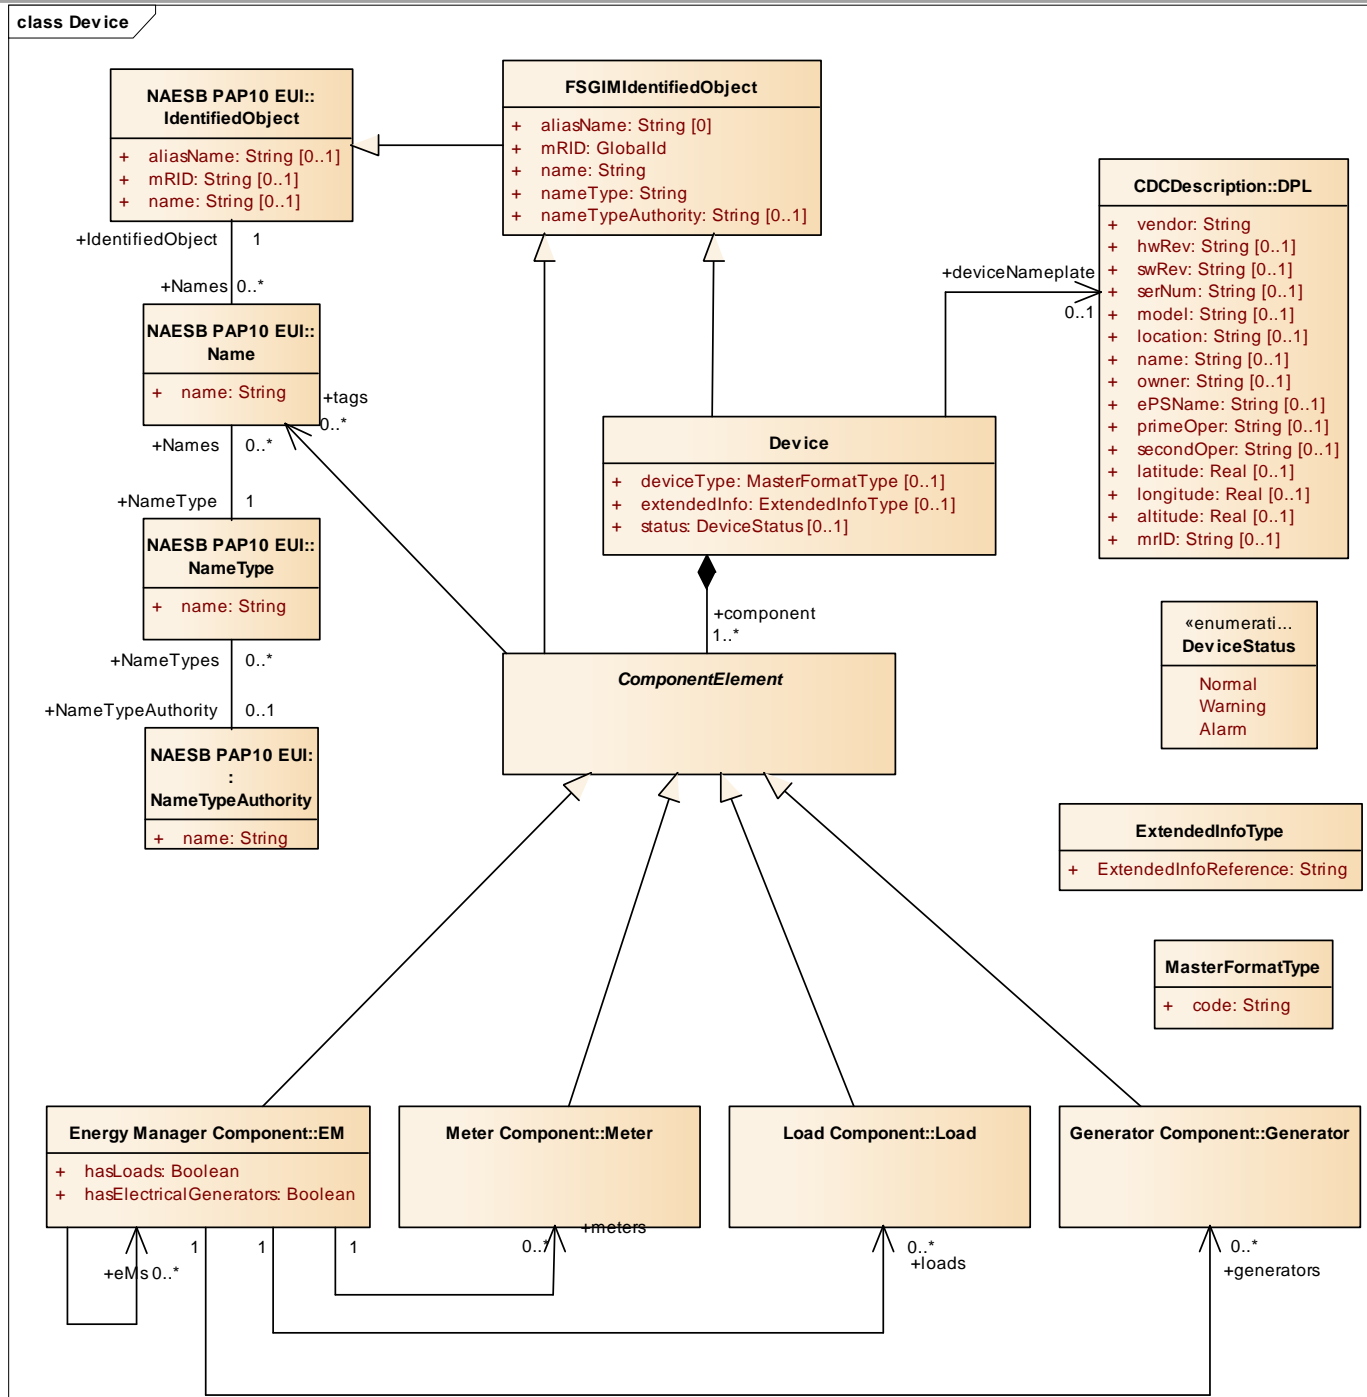 class Device
NAESB PAP10 EUI::
IdentifiedObject
+ aliasName: String [0..1]
+ mRID: String [0..1]
+ name: String [0..1]
FSGIMIdentifiedObject
+ aliasName: String [0]
+ mRID: GlobalId
+ name: String
+ nameType: String
+ nameTypeAuthority: String [0..1]
CDCDescription::DPL
+ vendor: String
+ hwRev: String [0..1]
+ swRev: String [0..1]
+ serNum: String [0..1]
+ model: String [0..1]
+ location: String [0..1]
+ name: String [0..1]
+ owner: String [0..1]
+ ePSName: String [0..1]
+ primeOper: String [0..1]
+ secondOper: String [0..1]
+ latitude: Real [0..1]
+ longitude: Real [0..1]
+ altitude: Real [0..1]
+ mrID: String [0..1]
+IdentifiedObject 1
+Names 0..*
+deviceNameplate
0..1
NAESB PAP10 EUI::
Name
+ name: String
+tags
0..*
+Names 0..*
+NameType 1
Device
+ deviceType: MasterFormatType [0..1]
+ extendedInfo: ExtendedInfoType [0..1]
+ status: DeviceStatus [0..1]
NAESB PAP10 EUI::
NameType
+ name: String
+component
1..*
+NameTypes 0..*
+NameTypeAuthority 0..1
ComponentElement
«enumerati...
DeviceStatus
Normal
Warning
Alarm
NAESB PAP10 EUI:
:
NameTypeAuthority
+ name: String
ExtendedInfoType
+ ExtendedInfoReference: String
MasterFormatType
+ code: String
Energy Manager Component::EM
+ hasLoads: Boolean
+ hasElectricalGenerators: Boolean
Meter Component::Meter
Load Component::Load
Generator Component::Generator
+eMs 0..*
1
1
1
+meters
0..*
0..*
+loads
0..*
+generators